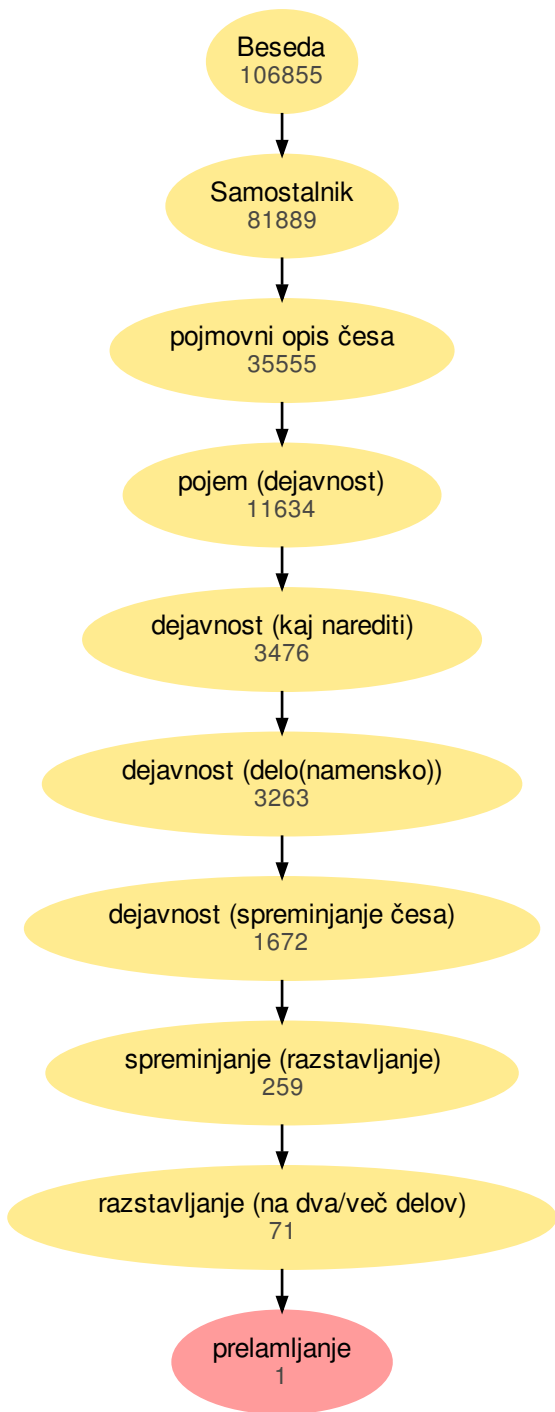 Beseda
106855
Samostalnik
81889
pojmovni opis česa
35555
pojem (dejavnost)
11634
dejavnost (kaj narediti)
3476
dejavnost (delo(namensko))
3263
dejavnost (spreminjanje česa)
1672
spreminjanje (razstavljanje)
259
razstavljanje (na dva/več delov)
71
prelamljanje
1